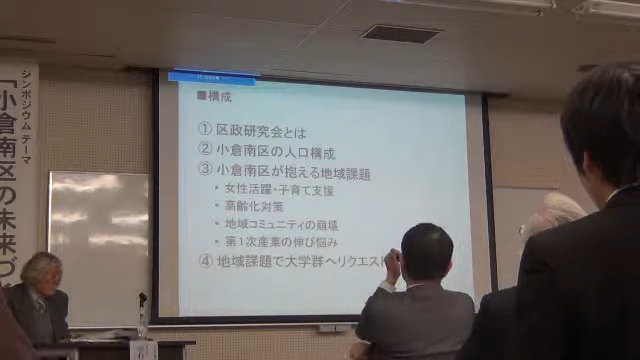 シンポジウム テーマ
「小倉南区の未来づ
■構成
① 区政研究会とは
② 小倉南区の人口構成
③ 小倉南区が抱える地域課題
・ 女性活躍・子育て支援
・ 高齢化対策
・ 地域コミュニティの崩壊
・ 第1次産業の伸び悩み
④ 地域課題で大学群へリクエスト